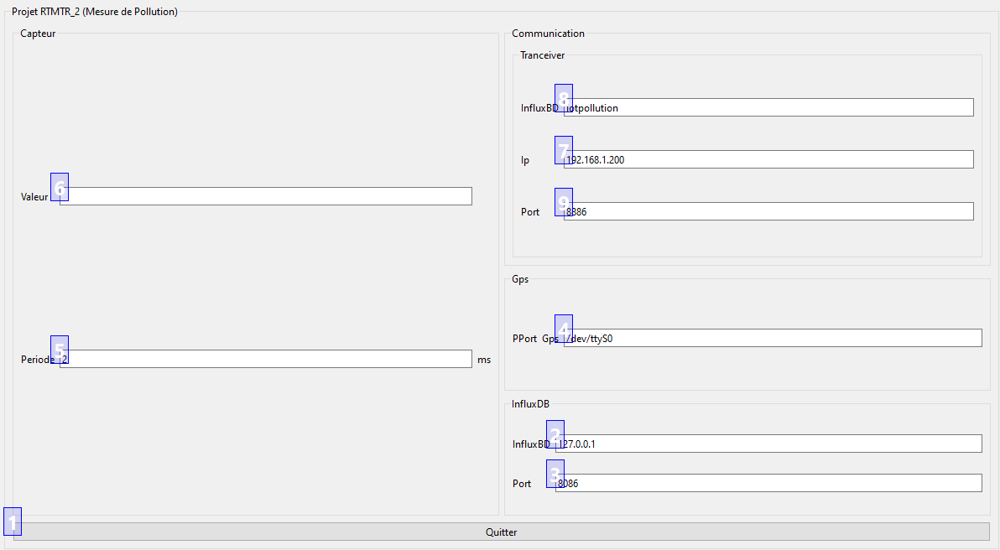 Projet RTMTR_2 (Mesure de Pollution)
Capteur
6
Valeur
5
Periode 2 ms
Communication
Tranceiver
8
InfluxBD iotpollution
7
Ip 192.168.1.200
9
Port 8386
Gps
4
PPort Gps /dev/ttyS0
InfluxDB
2
InfluxBD 127.0.0.1
3
Port 8086
1
Quitter